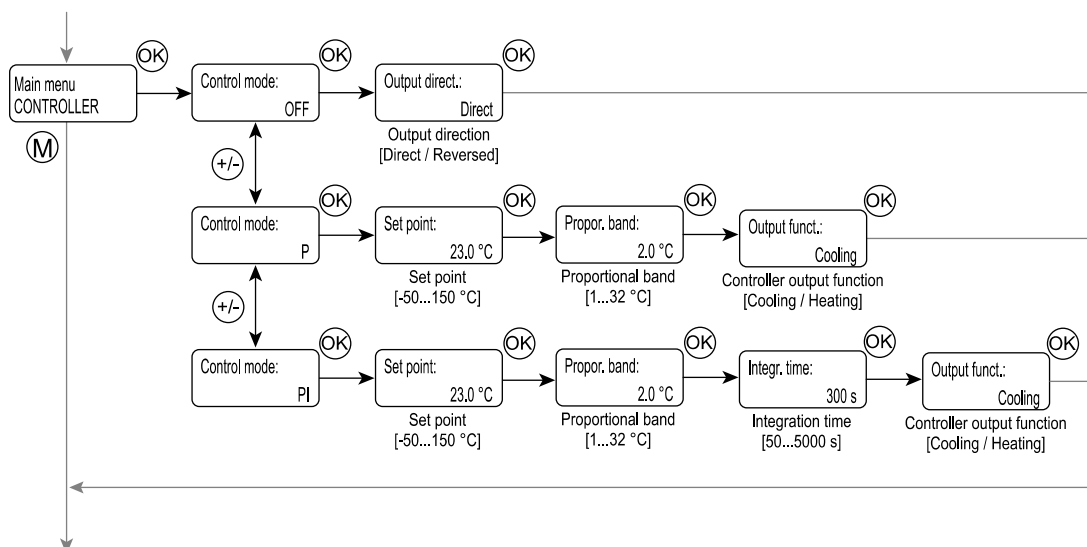 OK
OK
OK
Main menu
CONTROLLER
Control mode:
OFF
Output direct.:
Direct
Output direction
[Direct / Reversed]
M
+/-
OK
OK
OK
OK
Control mode:
P
Set point:
23.0 °C
Propor. band:
2.0 °C
Output funct.:
Cooling
Set point
[-50...150 °C]
Proportional band
[1...32 °C]
Controller output function
[Cooling / Heating]
+/-
OK
OK
OK
OK
OK
Control mode:
PI
Set point:
23.0 °C
Propor. band:
2.0 °C
Integr. time:
300 s
Output funct.:
Cooling
Set point
[-50...150 °C]
Proportional band
[1...32 °C]
Integration time
[50...5000 s]
Controller output function
[Cooling / Heating]